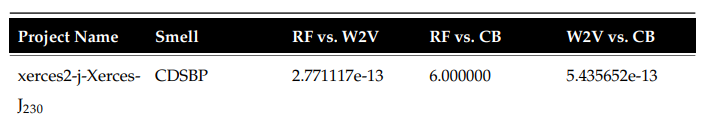 Project Name Smell RF vs. W2V RF vs. CB W2V vs. CB
xerces2-j-Xerces- CDSBP 2.771117e-13 6.000000 5.435652e-13
J230